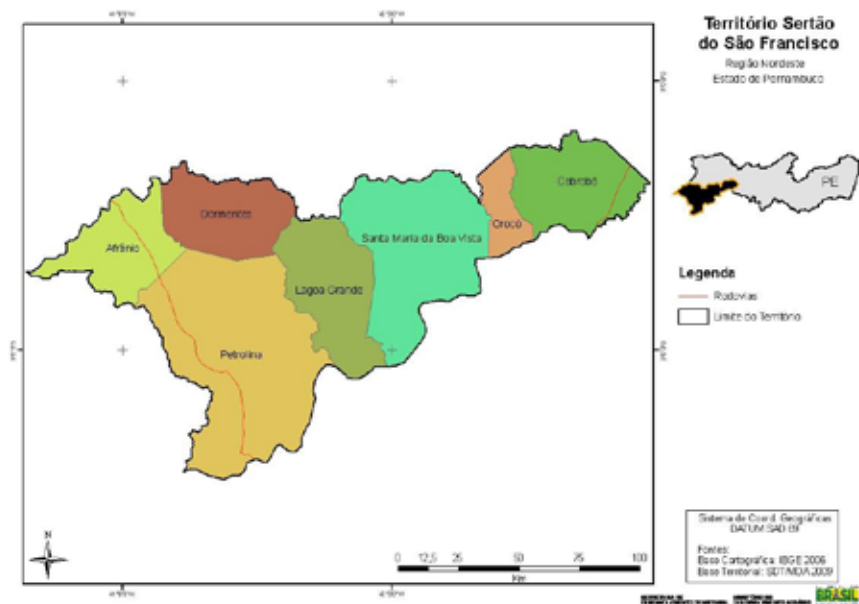 Território Sertão
do São Francisco
Região Nordeste
Estado de Pernambuco
PE
Cabrobó
Orocó
Dormentes
Santa Maria da Boa Vista
Afrânio
Lagoa Grande
Petrolina
Legenda
Rodovias
Limite do Território
N
0 12,5 25 50 75 100
Km
Sistema de Coord. Geográficas
DATUM SAD 69
Fontes:
Base Cartográfica: IBGE 2006
Base Territorial: SDT/MDA 2009
BRASIL